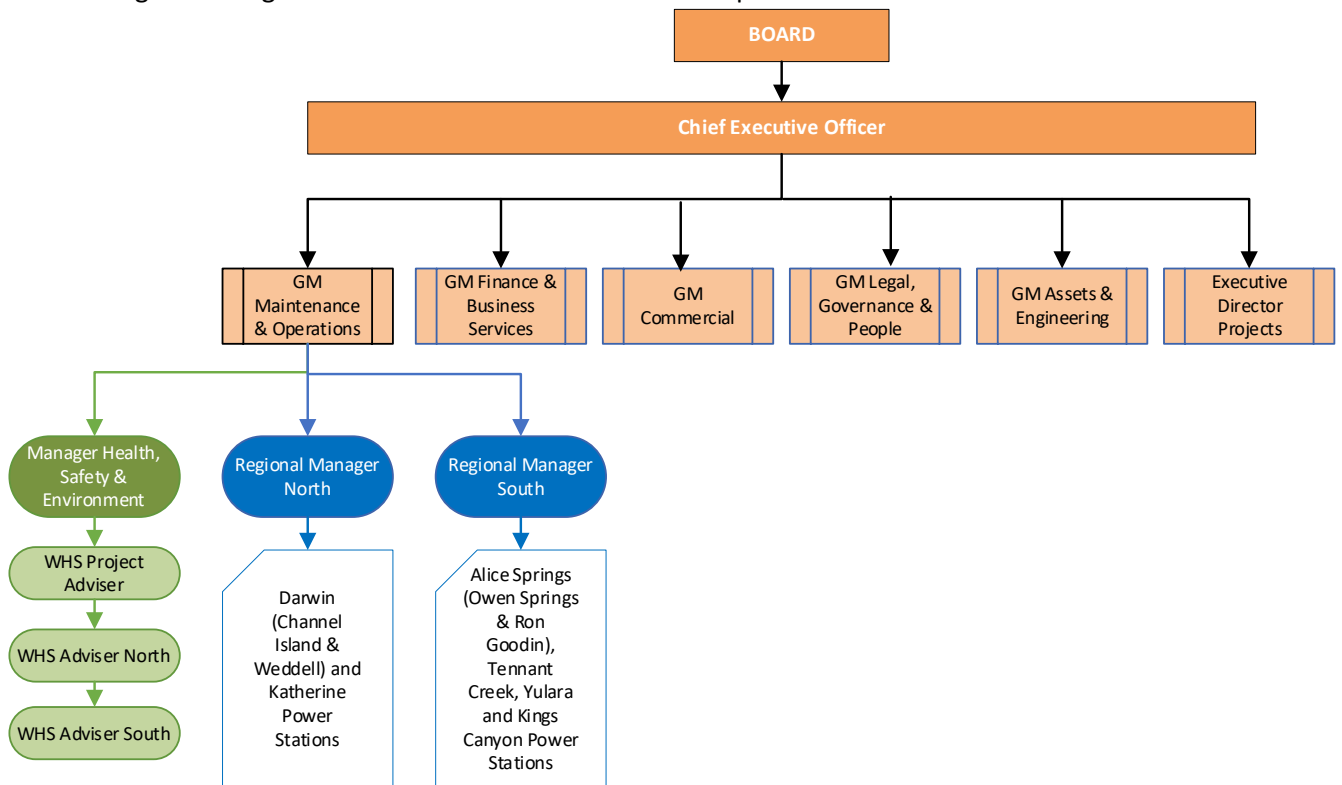 BOARD
Chief Executive Officer
GM
Maintenance
& Operations
GM Finance &
Business
Services
GM
Commercial
GM Legal,
Governance &
People
GM Assets &
Engineering
Executive
Director
Projects
Manager Health,
Safety &
Environment
Regional Manager
North
Regional Manager
South
WHS Project
Adviser
WHS Adviser North
WHS Adviser South
Darwin
(Channel
Island &
Weddell) and
Katherine
Power
Stations
Alice Springs
(Owen Springs
& Ron
Goodin),
Tennant
Creek, Yulara
and Kings
Canyon Power
Stations